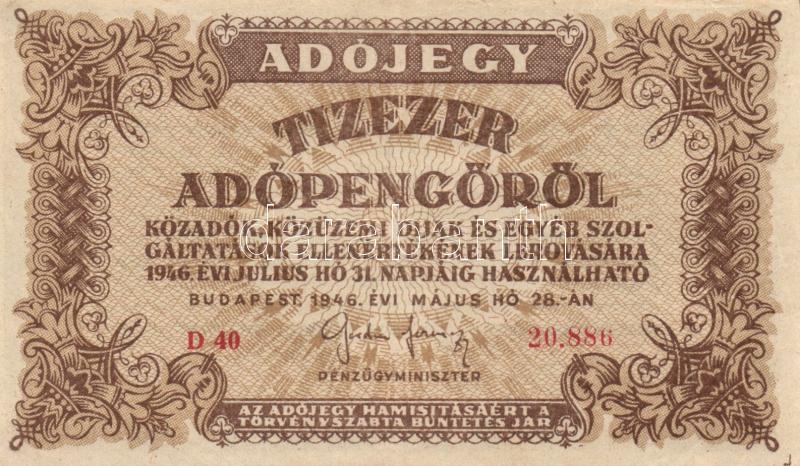 ADÓJEGY
TIZEZER
ADÓPENGŐRŐL
KÖZADÓK, KÖZÜZEMI DIJAK ÉS EGYÉB SZOL-
GÁLTATÁSOK ELLENÉRTÉKÉNEK LEROVÁSÁRA
1946. ÉVI JULIUS HÓ 31. NAPJÁIG HASZNÁLHATÓ
BUDAPEST, 1946. ÉVI MÁJUS HÓ 28.-ÁN
D 40 20,886
PÉNZÜGYMINISZTER
AZ ADÓJEGY HAMISITÁSÁÉRT A
TÖRVÉNYSZABTA BÜNTETÉS JÁR